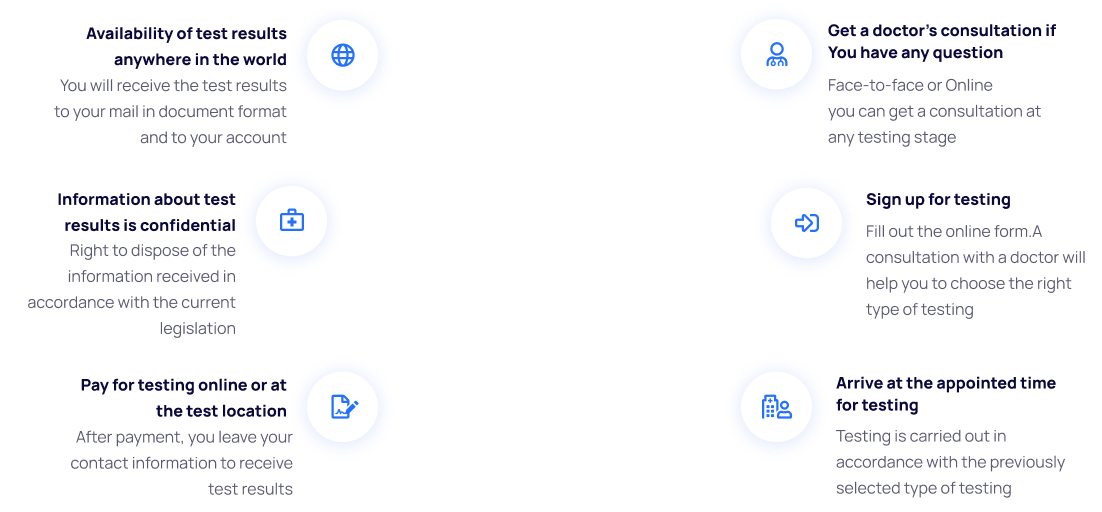 Availability of test results
anywhere in the world
You will receive the test results
to your mail in document format
and to your account
Information about test
results is confidential
Right to dispose of the
information received in
accordance with the current
legislation
Pay for testing online or at
the test location
After payment, you leave your
contact information to receive
test results
Get a doctor's consultation if
You have any question
Face-to-face or Online
you can get a consultation at
any testing stage
Sign up for testing
Fill out the online form.A
consultation with a doctor will
help you to choose the right
type of testing
Arrive at the appointed time
for testing
Testing is carried out in
accordance with the previously
selected type of testing